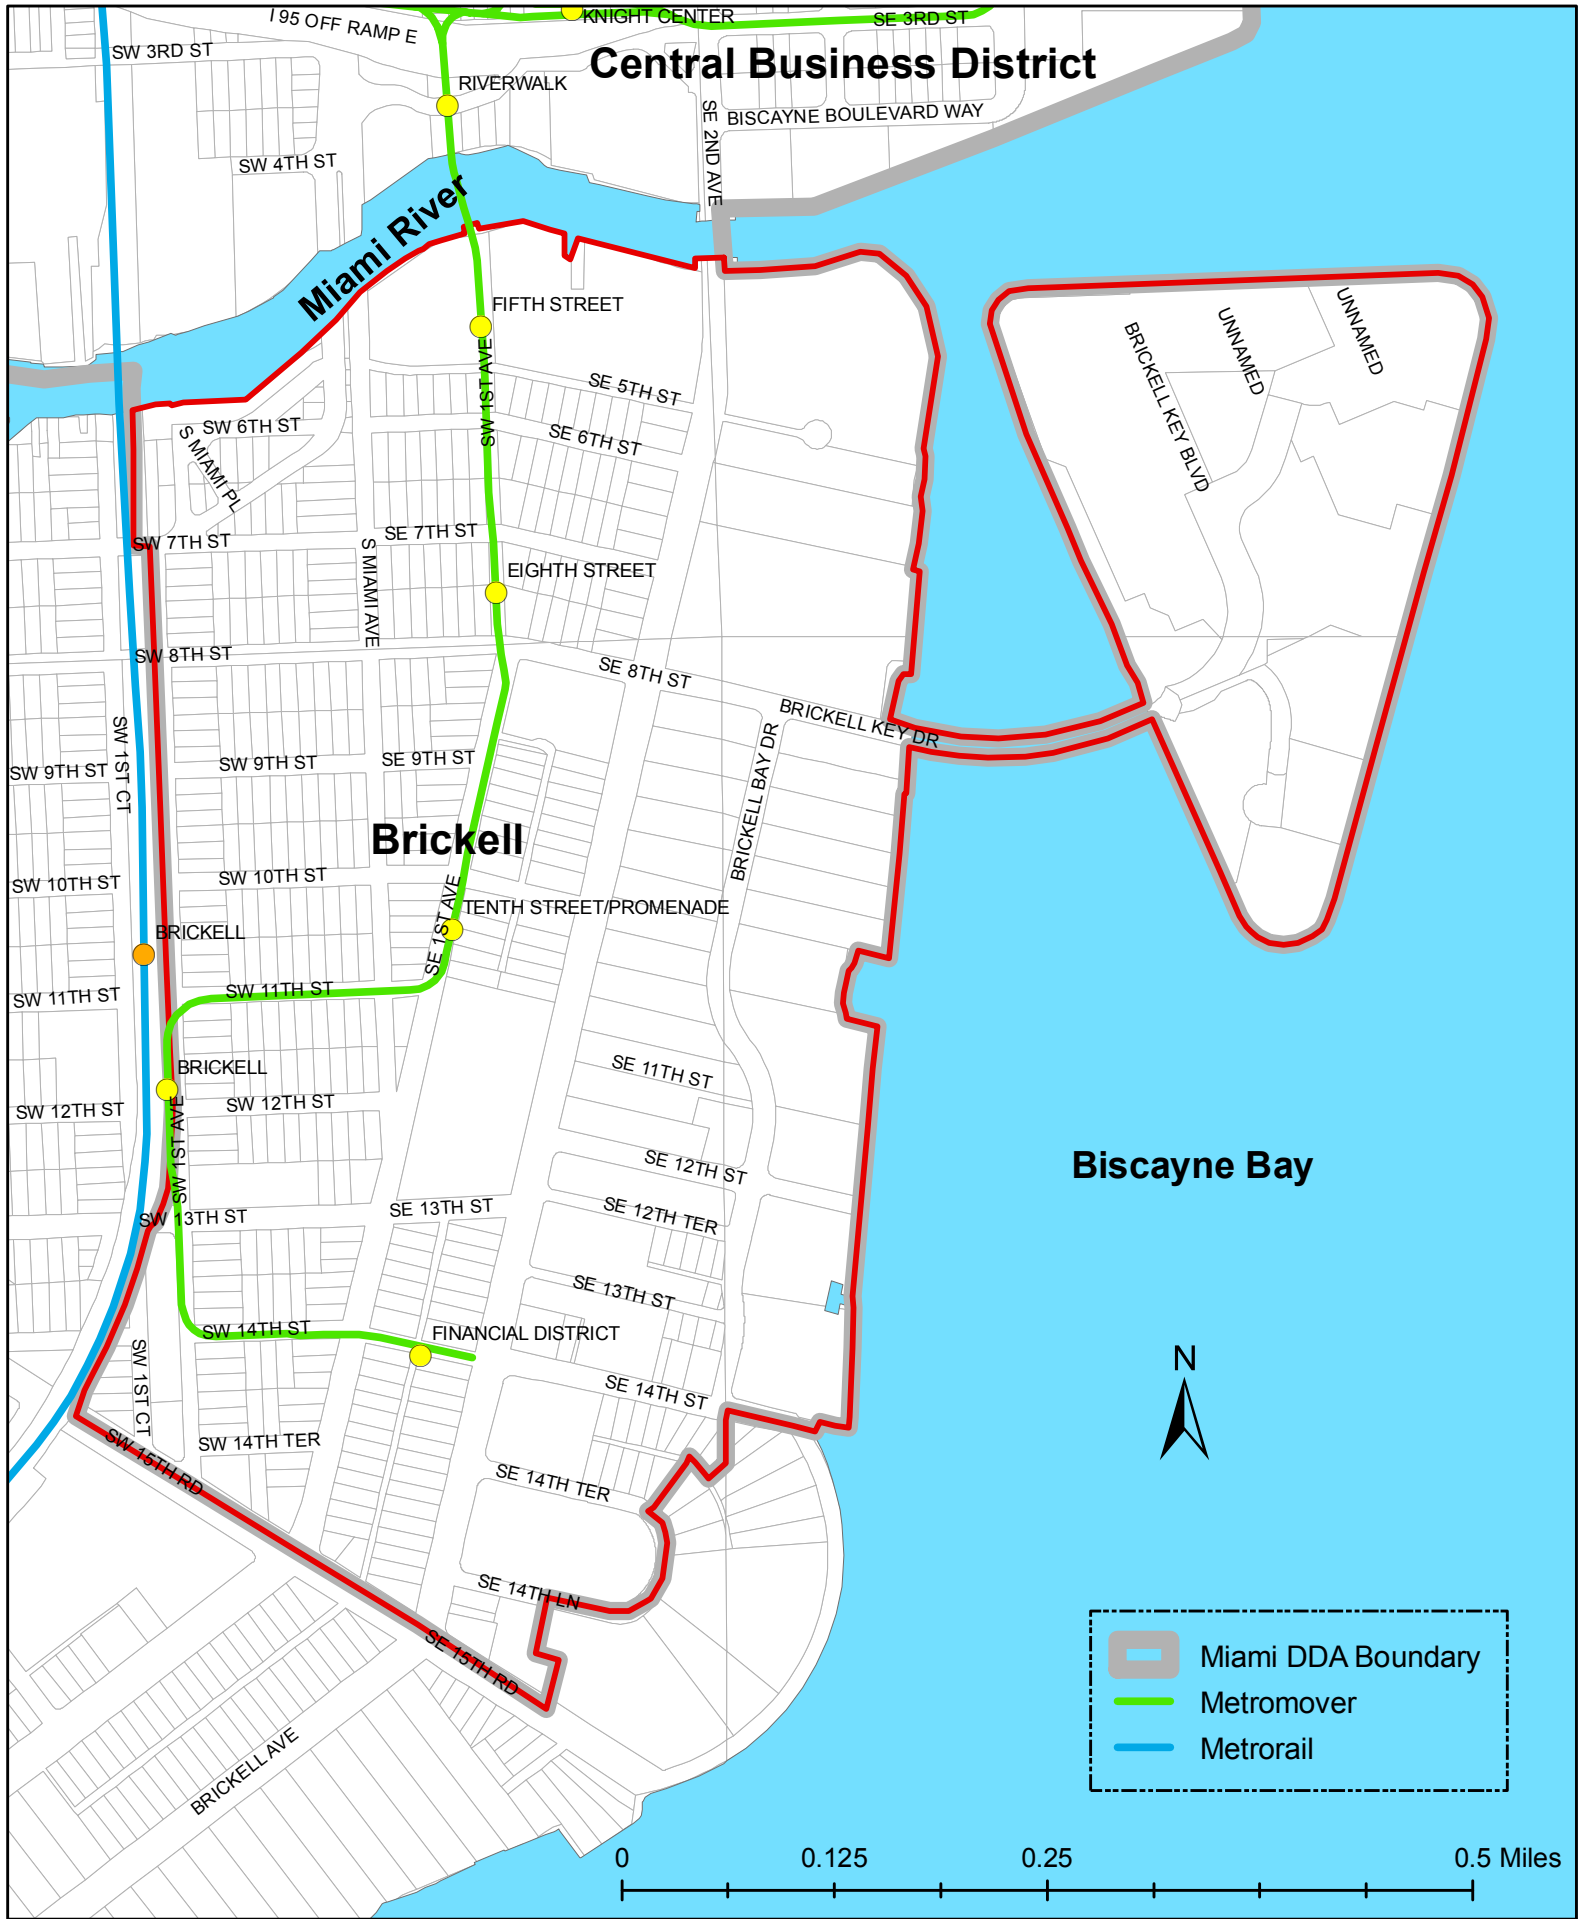 KNIGHT CENTER
SE 3RD ST
I 95 OFF RAMP E
SW 3RD ST
Central Business District
RIVERWALK
BISCAYNE BOULEVARD WAY
SE 2ND AVE
SW 4TH ST
Miami River
FIFTH STREET
UNNAMED
UNNAMED
BRICKELL KEY BLVD
SW 1ST AVE
SE 5TH ST
SW 6TH ST
SE 6TH ST
S MIAMI PL
SE 7TH ST
SW 7TH ST
S MIAMI AVE
EIGHTH STREET
SW 8TH ST
SE 8TH ST
BRICKELL KEY DR
SW 1ST CT
BRICKELL BAY DR
SW 9TH ST
SW 9TH ST
SE 9TH ST
Brickell
SW 10TH ST
SW 10TH ST
TENTH STREET/PROMENADE
SE 1ST AVE
BRICKELL
SW 11TH ST
SW 11TH ST
BRICKELL
SE 11TH ST
SW 12TH ST
SW 12TH ST
SW 1ST AVE
SE 12TH ST
Biscayne Bay
SW 13TH ST
SE 13TH ST
SE 12TH TER
SE 13TH ST
SW 14TH ST
FINANCIAL DISTRICT
N
SW 1ST CT
SE 14TH ST
SW 14TH TER
SW 15TH RD
SE 14TH TER
SE 14TH LN
SE 15TH RD
BRICKELL AVE
Miami DDA Boundary
Metromover
Metrorail
0 0.125 0.25 0.5 Miles